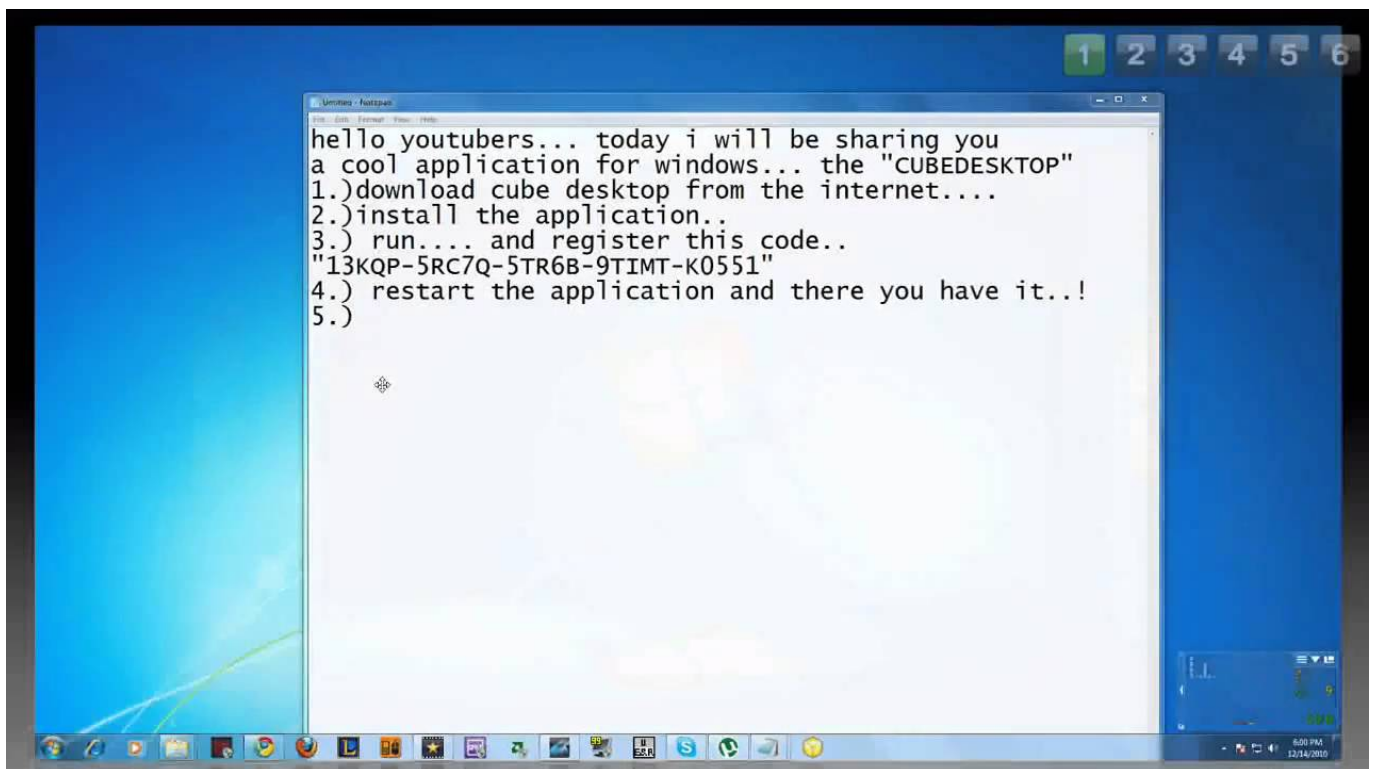 1 2 3 4 5 6
Untitled - Notepad
File Edit Format View Help
hello youtubers... today i will be sharing you
a cool application for windows... the "CUBEDESKTOP"
1.)download cube desktop from the internet....
2.)install the application..
3.) run.... and register this code..
"13KQP-5RC7Q-5TR6B-9TIMT-K0551"
4.) restart the application and there you have it..!
5.)
99
6:00 PM
12/14/2010